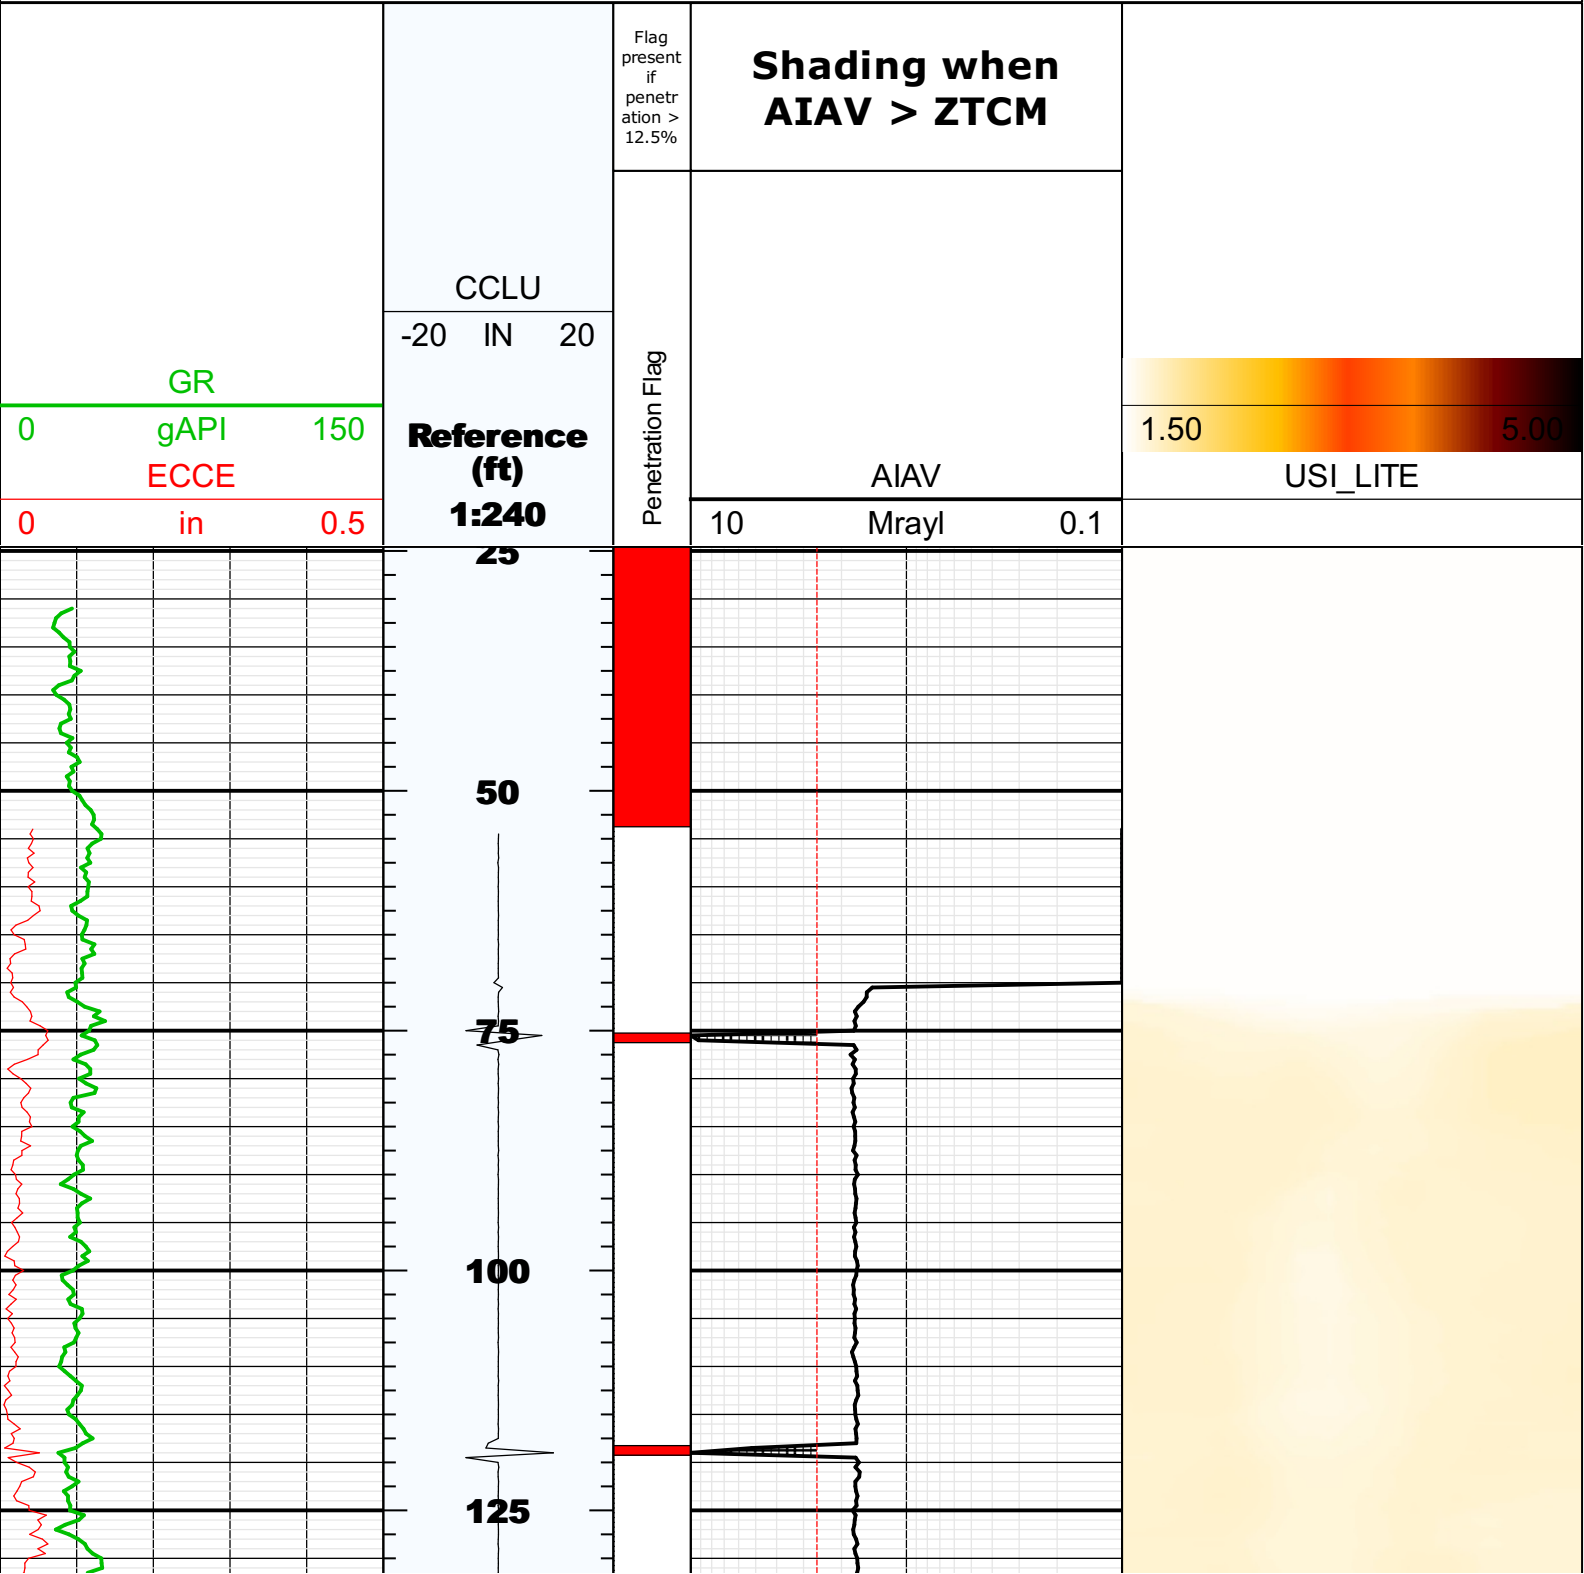 Flag
present
if
penetr
ation >
12.5%
Shading when
AIAV > ZTCM
CCLU
-20 IN 20
GR
0 gAPI 150
ECCE
0 in 0.5
Reference
(ft)
1:240
Penetration Flag
AIAV
10 Mrayl 0.1
1.50 5.00
USI_LITE
25
50
75
100
125